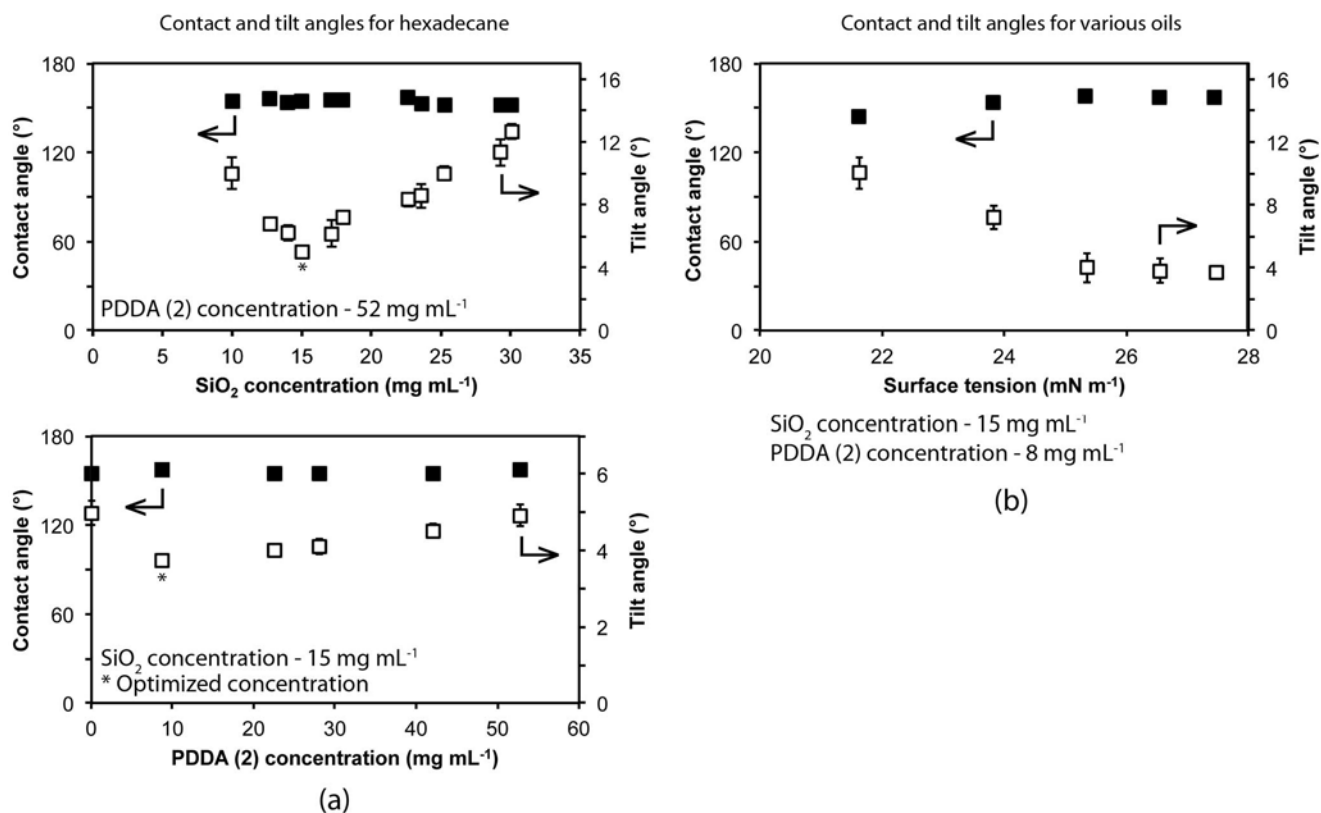 Contact and tilt angles for hexadecane
Contact angle (°)
180
120
60
0
16
12
8
4
0
Tilt angle (°)
*
PDDA (2) concentration - 52 mg mL⁻¹
0 5 10 15 20 25 30 35
SiO₂ concentration (mg mL⁻¹)
Contact angle (°)
180
120
60
0
6
4
2
0
Tilt angle (°)
*
SiO₂ concentration - 15 mg mL⁻¹
* Optimized concentration
0 10 20 30 40 50 60
PDDA (2) concentration (mg mL⁻¹)
(a)
Contact and tilt angles for various oils
Contact angle (°)
180
120
60
0
16
12
8
4
0
Tilt angle (°)
20 22 24 26 28
Surface tension (mN m⁻¹)
SiO₂ concentration - 15 mg mL⁻¹
PDDA (2) concentration - 8 mg mL⁻¹
(b)